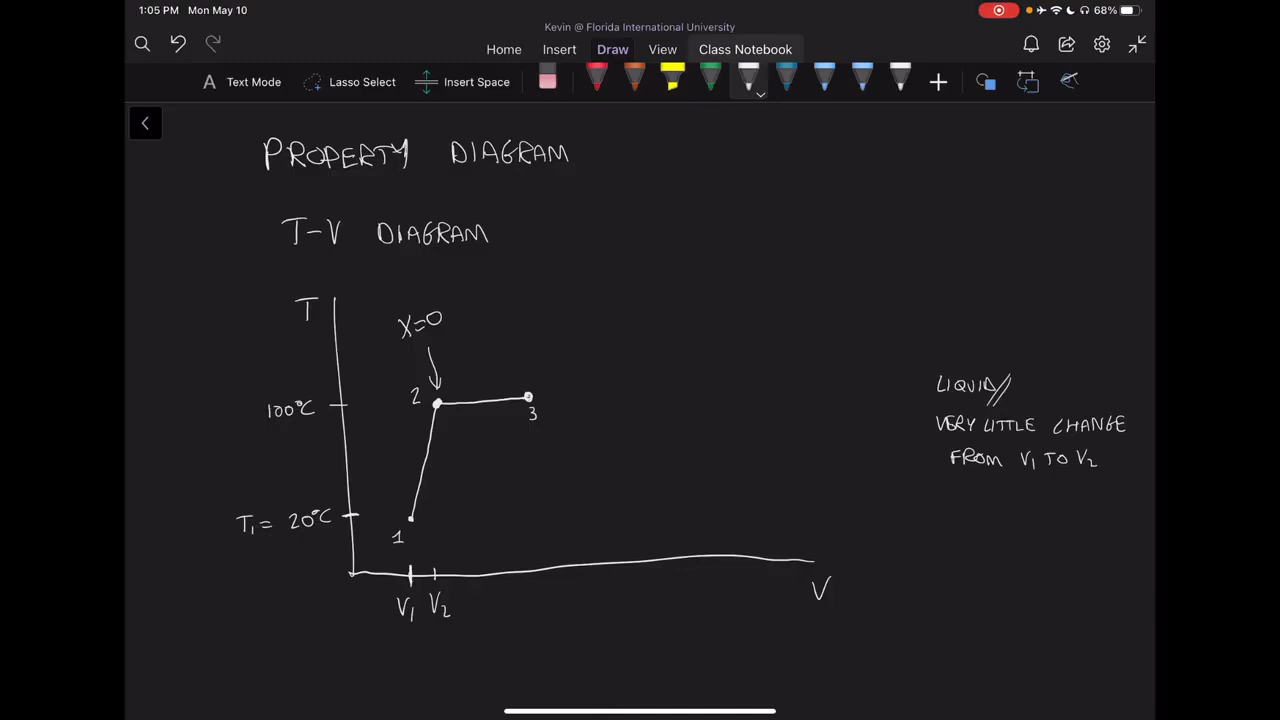 1:05 PM Mon May 10
68%
Kevin @ Florida International University
Home Insert Draw View Class Notebook
Text Mode Lasso Select Insert Space
PROPERTY DIAGRAM
T-V DIAGRAM
T
X=0
2
3
100°C
T₁ = 20°C
1
V₁ V₂
V
LIQUID//
VERY LITTLE CHANGE
FROM V₁ TO V₂